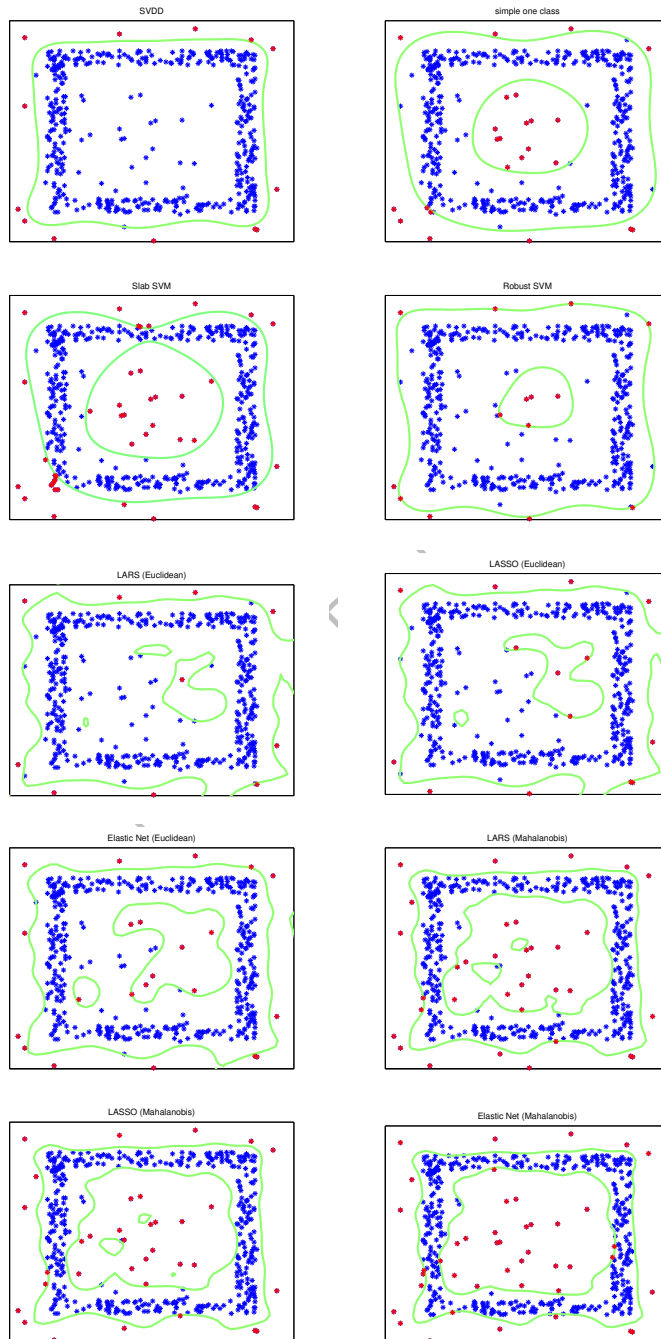 SVDD
simple one class
Slab SVM
Robust SVM
LARS (Euclidean)
LASSO (Euclidean)
Elastic Net (Euclidean)
LARS (Mahalanobis)
LASSO (Mahalanobis)
Elastic Net (Mahalanobis)